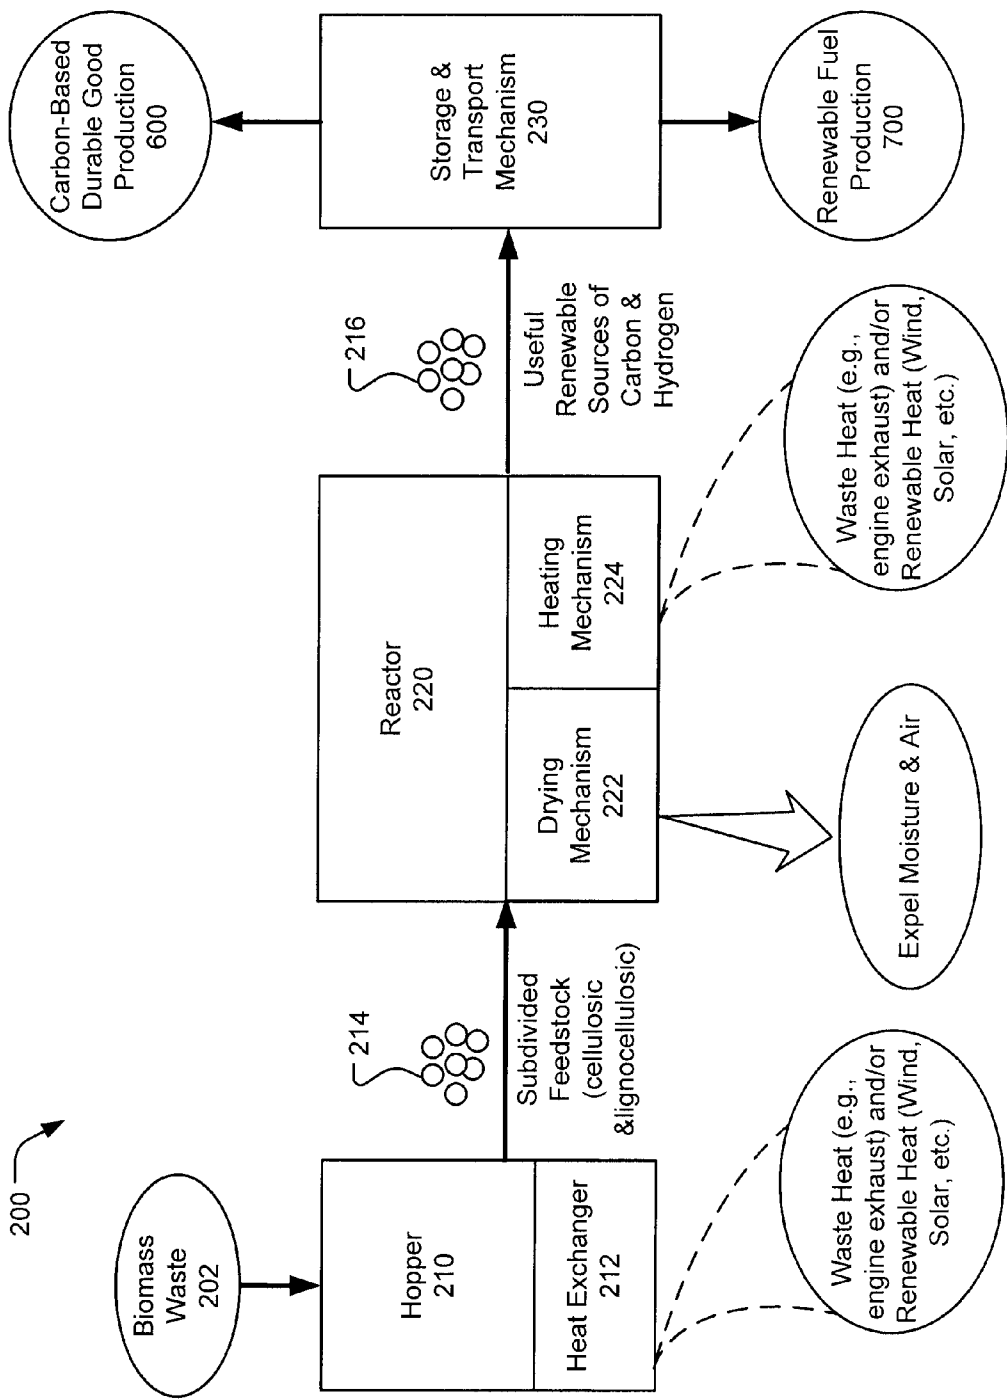 200
Biomass
Waste
202
Hopper
210
Heat Exchanger
212
Waste Heat (e.g.,
engine exhaust) and/or
Renewable Heat (Wind,
Solar, etc.)
214
Subdivided
Feedstock
(cellulosic
&lignocellulosic)
Reactor
220
Drying
Mechanism
222
Heating
Mechanism
224
Expel Moisture & Air
Waste Heat (e.g.,
engine exhaust) and/or
Renewable Heat (Wind,
Solar, etc.)
216
Useful
Renewable
Sources of
Carbon &
Hydrogen
Storage &
Transport
Mechanism
230
Carbon-Based
Durable Good
Production
600
Renewable Fuel
Production
700